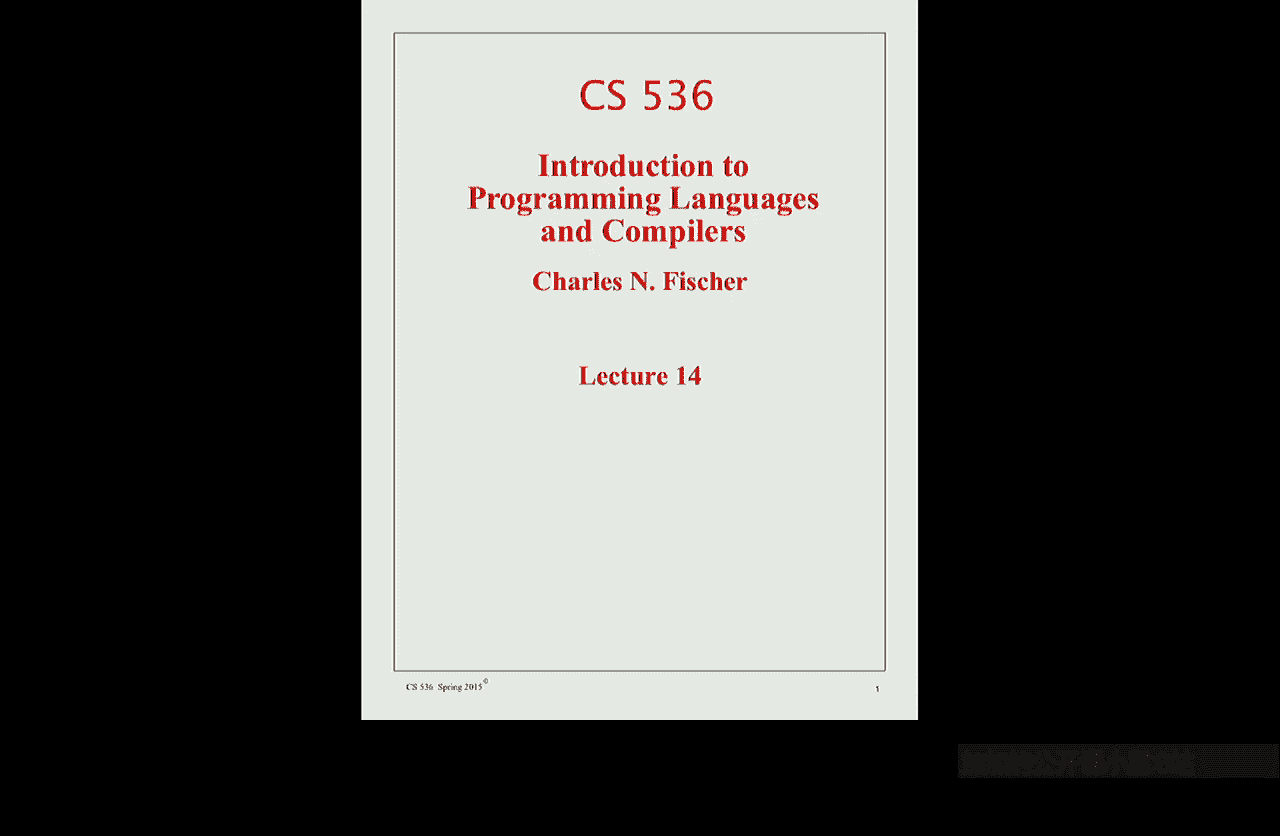 CS 536
Introduction to
Programming Languages
and Compilers
Charles N. Fischer
Lecture 14
CS 536 Spring 2015©
1